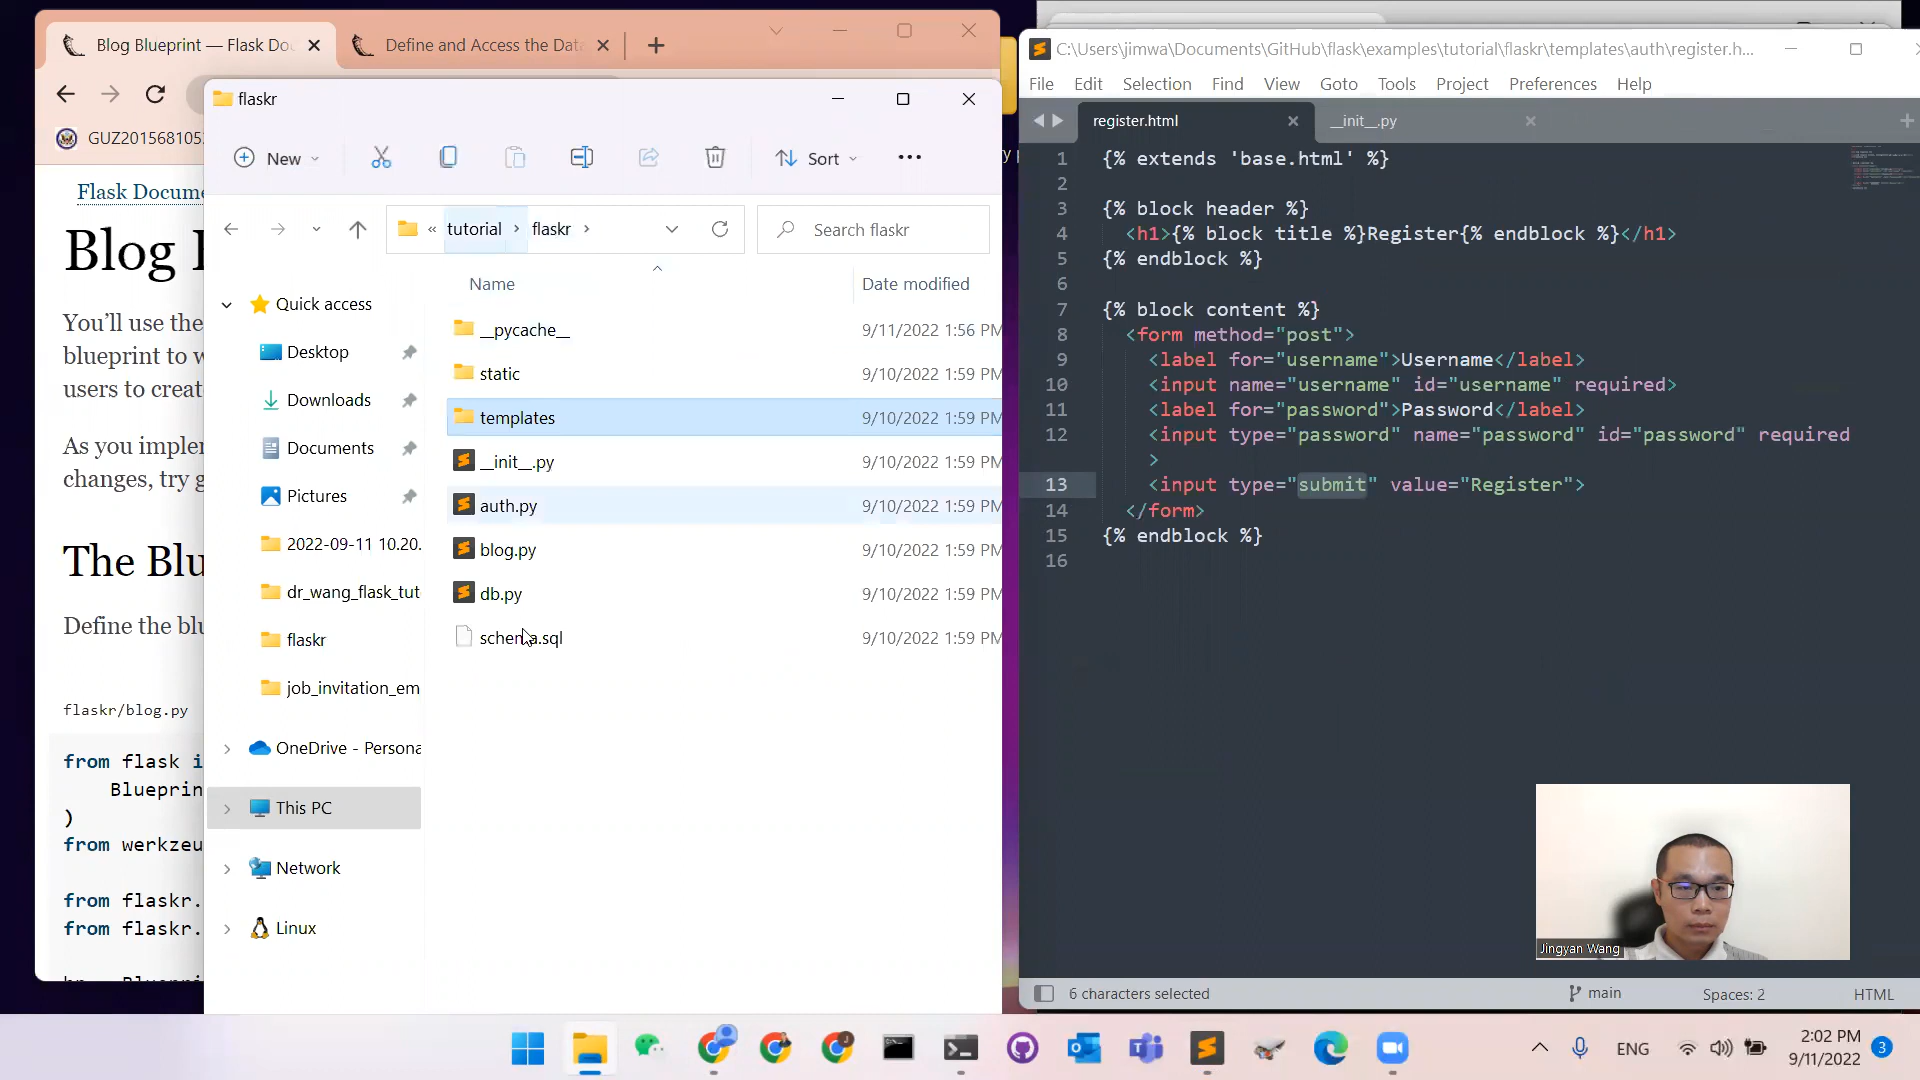 Blog Blueprint — Flask Do
Define and Access the Dat
GUZ201568105
Flask Docume
Blog
You’ll use the
blueprint to w
users to create
As you impler
changes, try g
The Blu
Define the blu
flaskr/blog.py
from flask i
Blueprin
)
from werkzeu
from flaskr.
from flaskr.
flaskr
New
Sort
« tutorial > flaskr >
Search flaskr
Name
Date modified
Quick access
Desktop
Downloads
Documents
Pictures
2022-09-11 10.20.
dr_wang_flask_tut
flaskr
job_invitation_em
OneDrive - Persona
This PC
Network
Linux
__pycache__ 9/11/2022 1:56 PM
static 9/10/2022 1:59 PM
templates 9/10/2022 1:59 PM
__init__.py 9/10/2022 1:59 PM
auth.py 9/10/2022 1:59 PM
blog.py 9/10/2022 1:59 PM
db.py 9/10/2022 1:59 PM
schema.sql 9/10/2022 1:59 PM
C:\Users\jimwa\Documents\GitHub\flask\examples\tutorial\flaskr\templates\auth\register.h...
File Edit Selection Find View Goto Tools Project Preferences Help
register.html
__init__.py
1 {% extends 'base.html' %}
2
3 {% block header %}
4 <h1>{% block title %}Register{% endblock %}</h1>
5 {% endblock %}
6
7 {% block content %}
8 <form method="post">
9 <label for="username">Username</label>
10 <input name="username" id="username" required>
11 <label for="password">Password</label>
12 <input type="password" name="password" id="password" required
>
13 <input type="submit" value="Register">
14 </form>
15 {% endblock %}
16
Jingyan Wang
6 characters selected
main
Spaces: 2
HTML
ENG
2:02 PM
9/11/2022
3